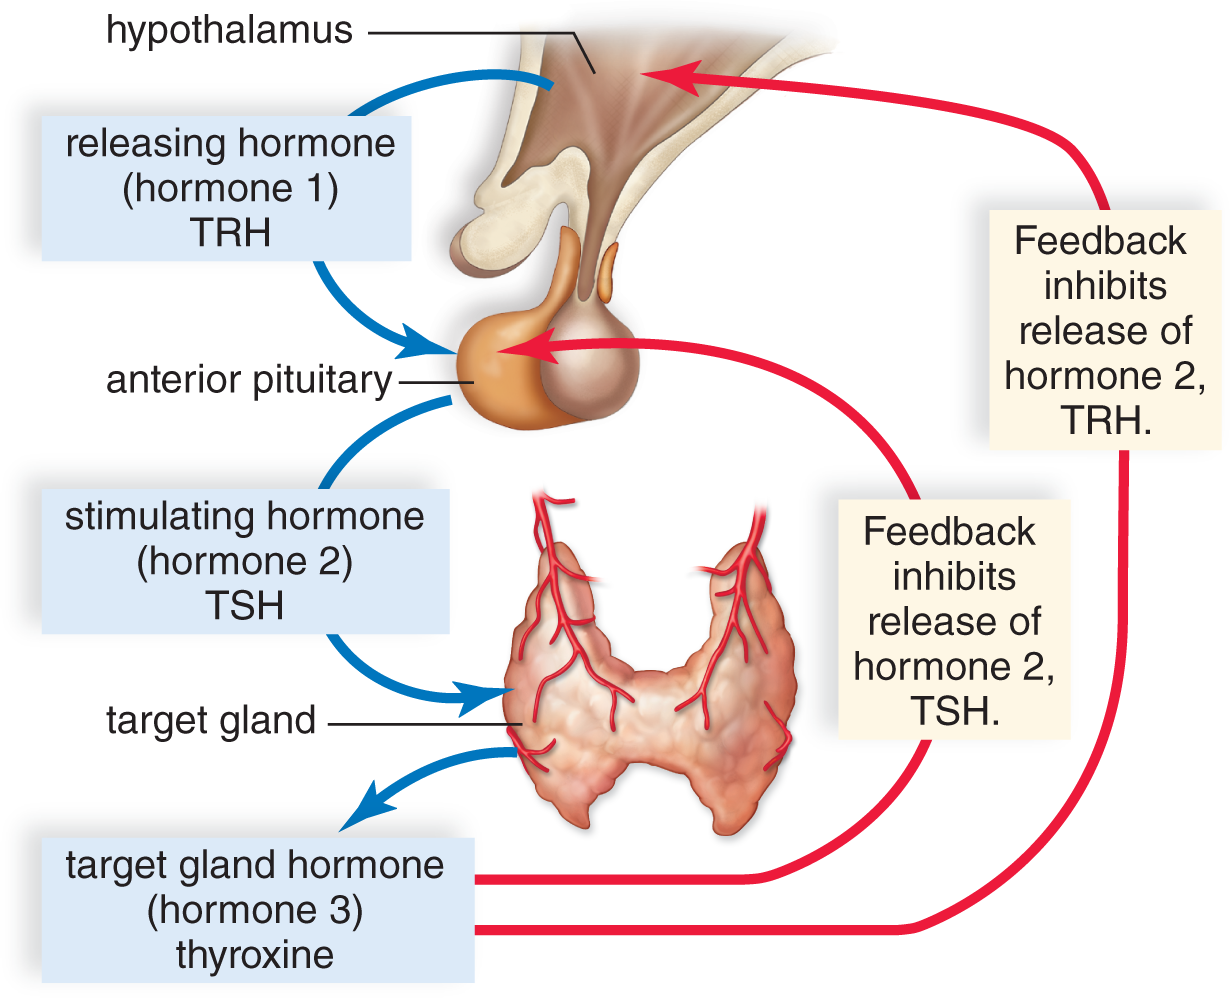 hypothalamus
releasing hormone
(hormone 1)
TRH
anterior pituitary
stimulating hormone
(hormone 2)
TSH
target gland
target gland hormone
(hormone 3)
thyroxine
Feedback
inhibits
release of
hormone 2,
TSH.
Feedback
inhibits
release of
hormone 2,
TRH.